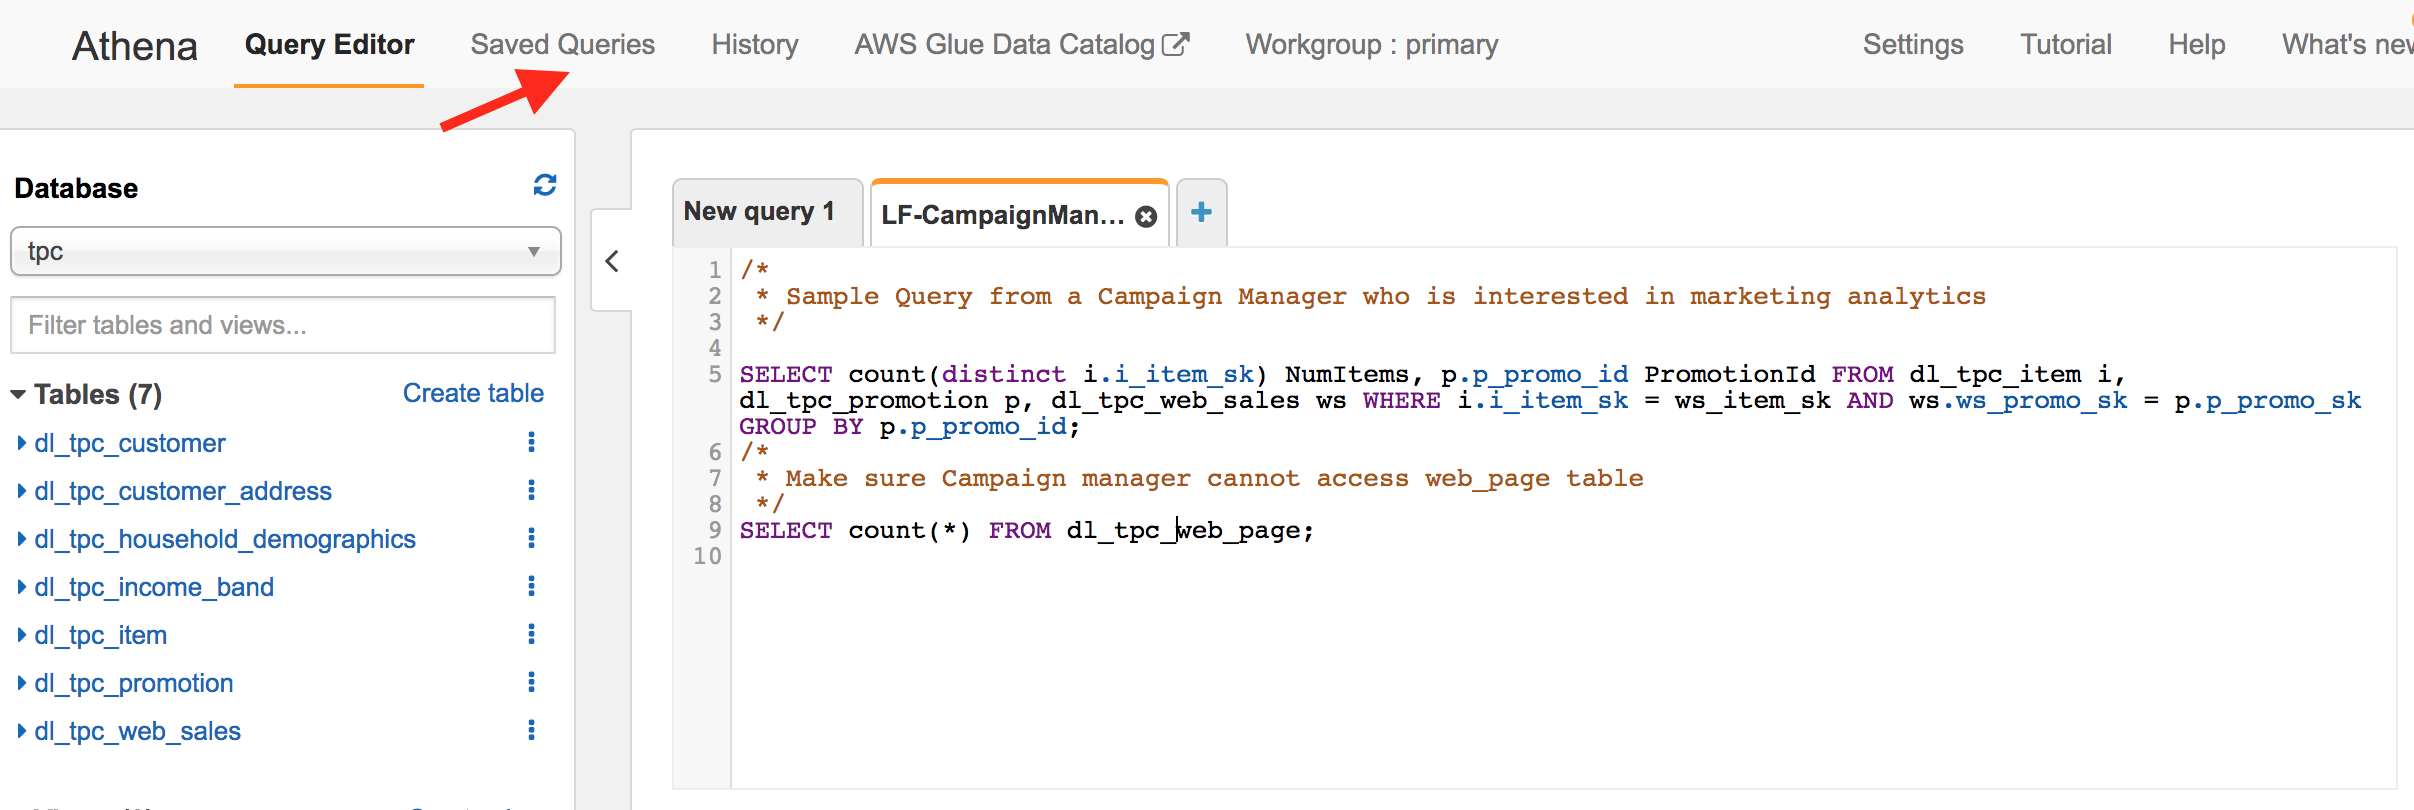 Athena Query Editor Saved Queries History AWS Glue Data Catalog Workgroup : primary Settings Tutorial Help What's new
Database
tpc
Filter tables and views...
Tables (7) Create table
dl_tpc_customer
dl_tpc_customer_address
dl_tpc_household_demographics
dl_tpc_income_band
dl_tpc_item
dl_tpc_promotion
dl_tpc_web_sales
New query 1 LF-CampaignMan...
1 /*
2 * Sample Query from a Campaign Manager who is interested in marketing analytics
3 */
4
5 SELECT count(distinct i.i_item_sk) NumItems, p.p_promo_id PromotionId FROM dl_tpc_item i,
dl_tpc_promotion p, dl_tpc_web_sales ws WHERE i.i_item_sk = ws_item_sk AND ws.ws_promo_sk = p.p_promo_sk
GROUP BY p.p_promo_id;
6 /*
7 * Make sure Campaign manager cannot access web_page table
8 */
9 SELECT count(*) FROM dl_tpc_web_page;
10